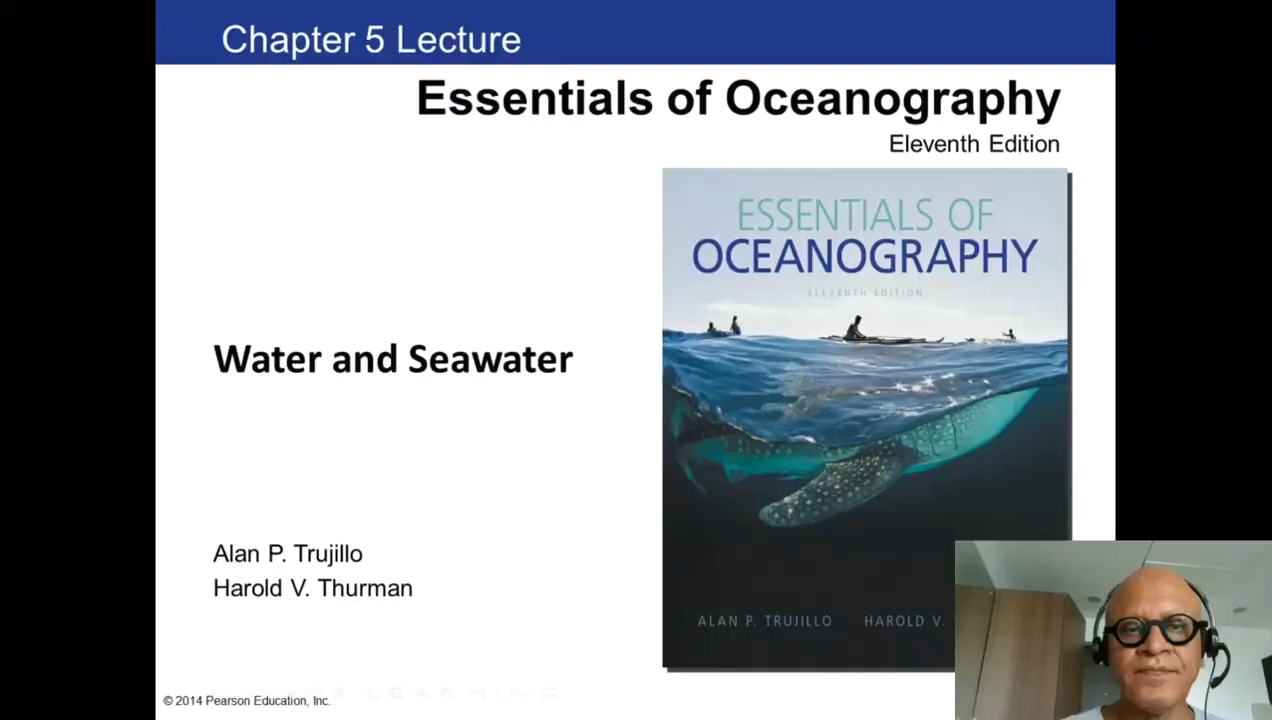 Chapter 5 Lecture
Essentials of Oceanography
Eleventh Edition
ESSENTIALS OF
OCEANOGRAPHY
ELEVENTH EDITION
Water and Seawater
Alan P. Trujillo
Harold V. Thurman
ALAN P. TRUJILLO HAROLD V.
© 2014 Pearson Education, Inc.
LEARNING